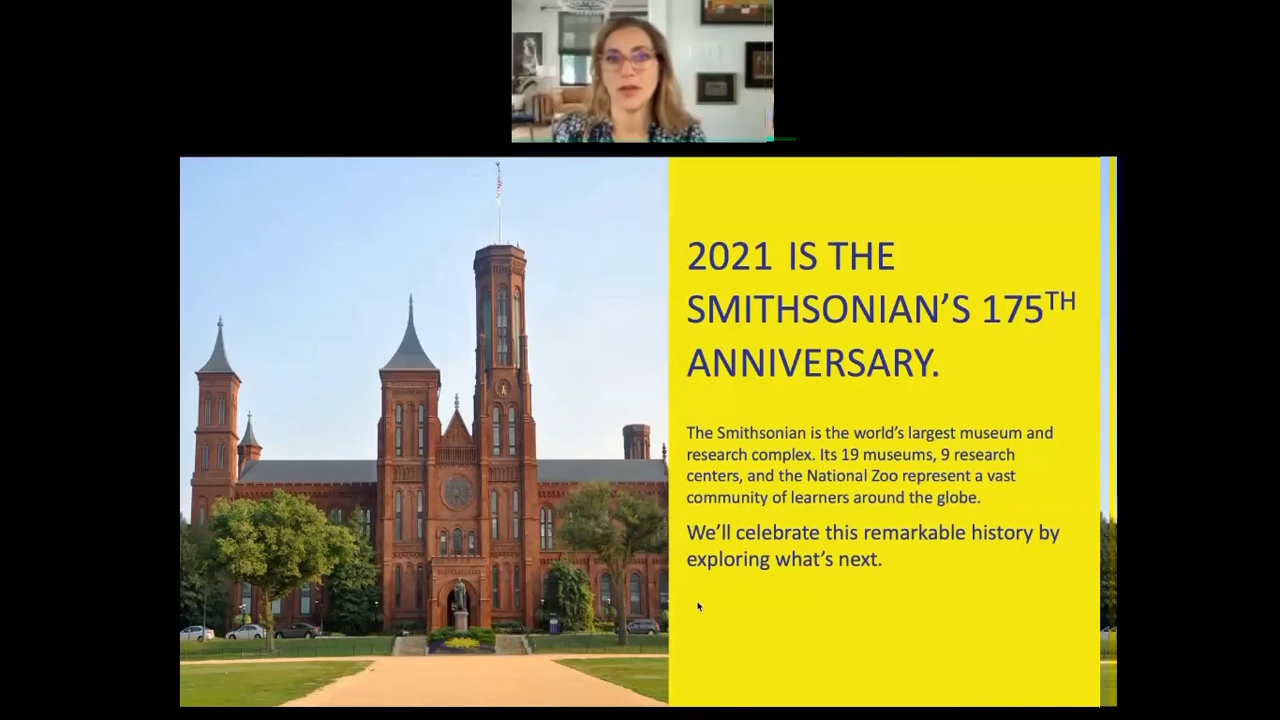 2021 IS THE
SMITHSONIAN'S 175TH
ANNIVERSARY.
The Smithsonian is the world's largest museum and
research complex. Its 19 museums, 9 research
centers, and the National Zoo represent a vast
community of learners around the globe.
We'll celebrate this remarkable history by
exploring what's next.